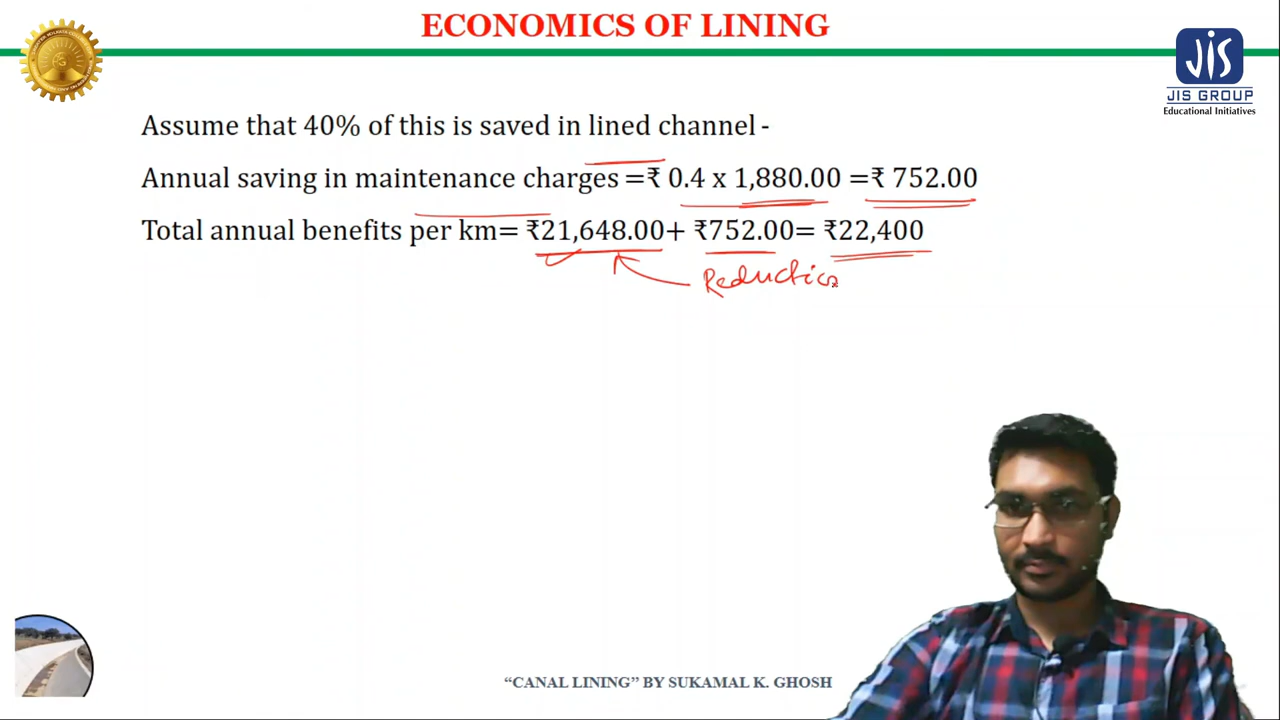 ECONOMICS OF LINING
JIS
JIS GROUP
Educational Initiatives
Assume that 40% of this is saved in lined channel -
Annual saving in maintenance charges =₹ 0.4 x 1,880.00 =₹ 752.00
Total annual benefits per km= ₹21,648.00+ ₹752.00= ₹22,400
Reductio
“CANAL LINING” BY SUKAMAL K. GHOSH